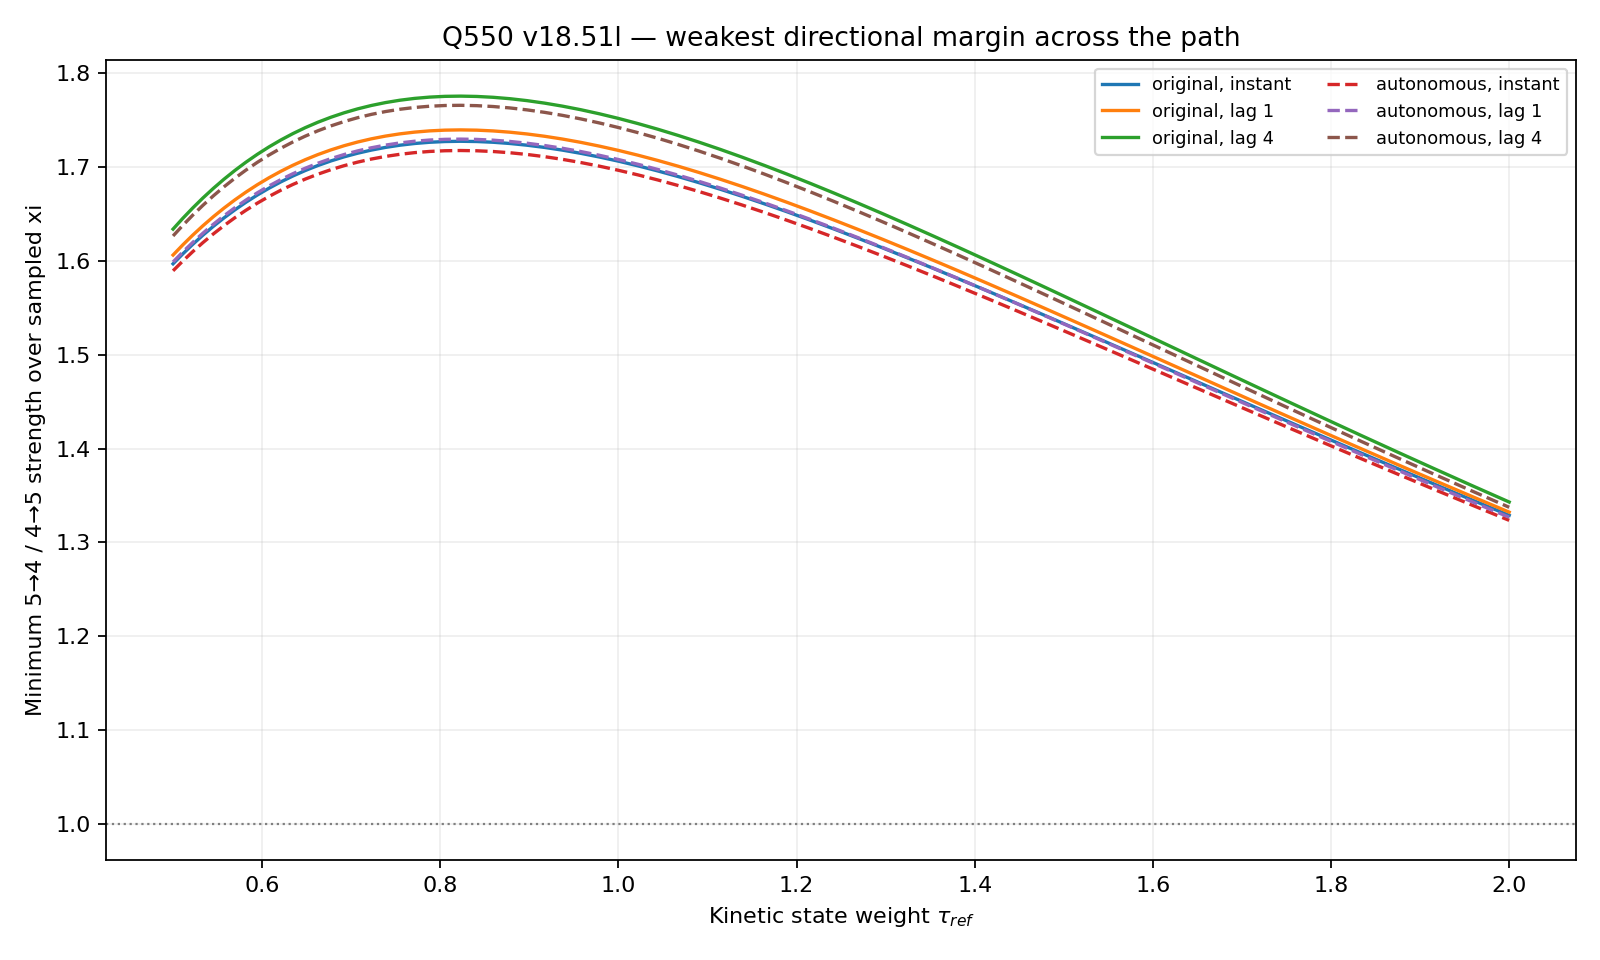 Q550 v18.51l — weakest directional margin across the path
Minimum 5→4 / 4→5 strength over sampled xi
1.8
1.7
1.6
1.5
1.4
1.3
1.2
1.1
1.0
original, instant
original, lag 1
original, lag 4
autonomous, instant
autonomous, lag 1
autonomous, lag 4
0.6 0.8 1.0 1.2 1.4 1.6 1.8 2.0
Kinetic state weight τref